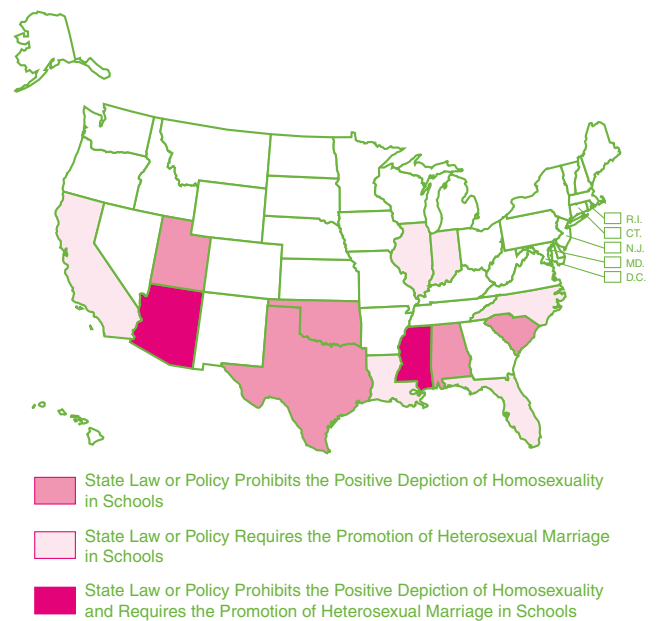 R.I.
CT.
N.J.
MD.
D.C.
State Law or Policy Prohibits the Positive Depiction of Homosexuality
in Schools
State Law or Policy Requires the Promotion of Heterosexual Marriage
in Schools
State Law or Policy Prohibits the Positive Depiction of Homosexuality
and Requires the Promotion of Heterosexual Marriage in Schools